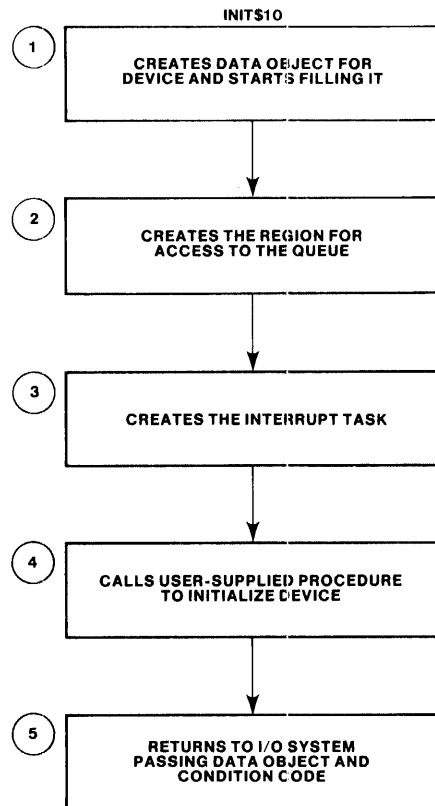 INIT$10
1
CREATES DATA OBJECT FOR
DEVICE AND STARTS FILLING IT
2
CREATES THE REGION FOR
ACCESS TO THE QUEUE
3
CREATES THE INTERRUPT TASK
4
CALLS USER-SUPPLIED PROCEDURE
TO INITIALIZE DEVICE
5
RETURNS TO I/O SYSTEM
PASSING DATA OBJECT AND
CONDITION CODE